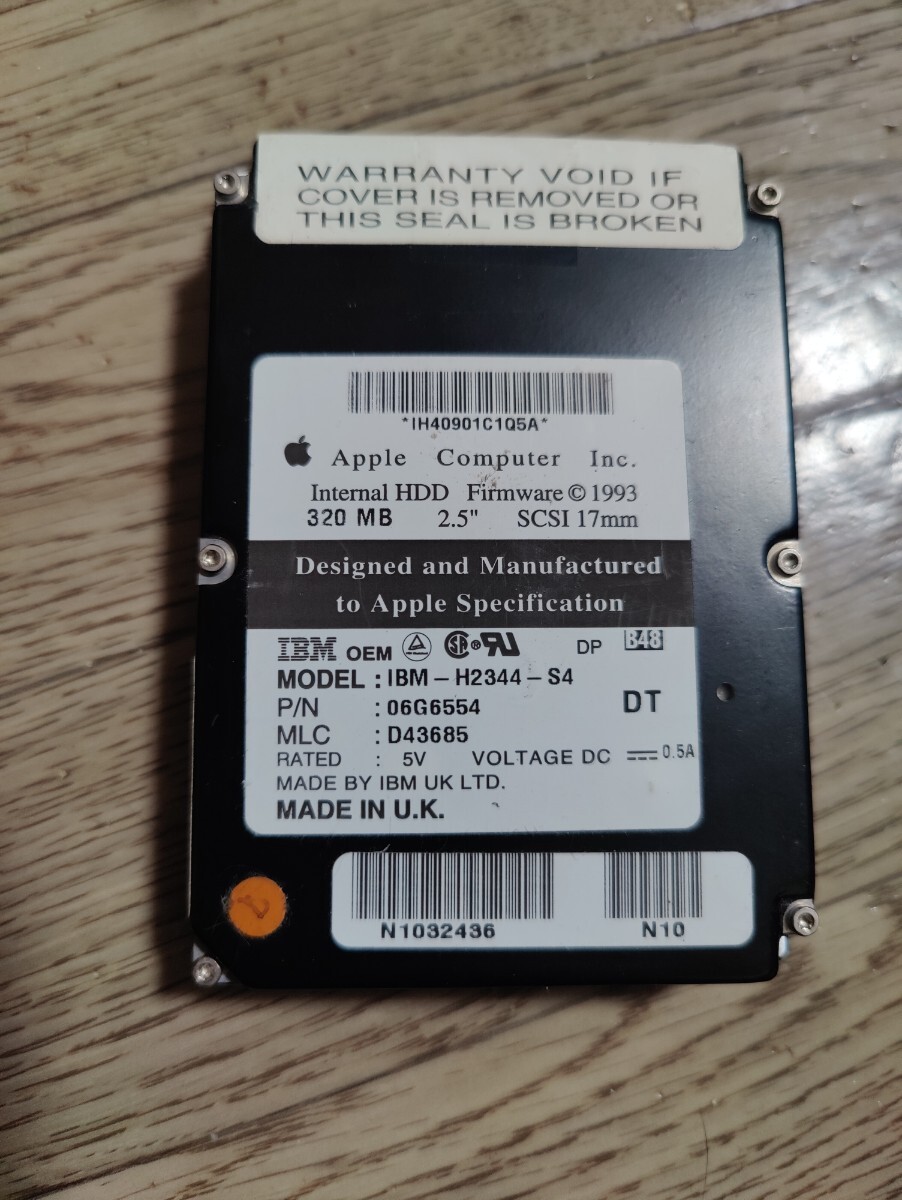 WARRANTY VOID IF
COVER IS REMOVED OR
THIS SEAL IS BROKEN
*IH40901C1Q5A*
Apple Computer Inc.
Internal HDD Firmware © 1993
320 MB 2.5" SCSI 17mm
Designed and Manufactured
to Apple Specification
IBM OEM DP B48
MODEL : IBM - H2344 - S4
P/N : 06G6554 DT
MLC : D43685
RATED : 5V VOLTAGE DC 0.5A
MADE BY IBM UK LTD.
MADE IN U.K.
N1032436 N10